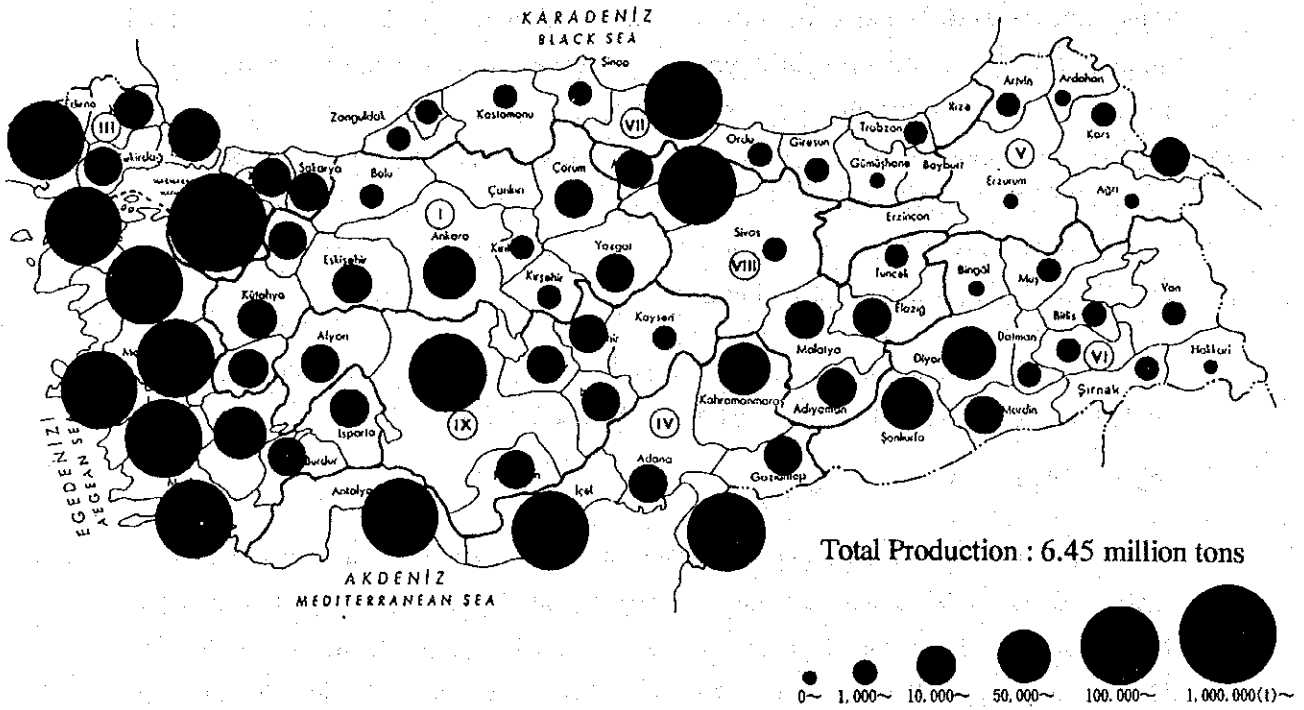 KARADENİZ
BLACK SEA
Sinop
Artvin
Ardahan
Zonguldak
Kastamonu
Rize
Kars
III
VII
Trabzon
Ordu
Giresun
Gümüşhane
Bayburt
V
Sakarya
Bolu
Çankırı
Çorum
Erzurum
Ağrı
I
Ankara
Erzincan
Eskişehir
Yozgat
Sivas
VIII
Kırşehir
Tunceli
Bingöl
Muş
Kütahya
Van
Kayseri
Elazığ
Bitlis
Afyon
Malatya
Batman
VI
Hakkari
Kahramanmaraş
Adıyaman
Mardin
Şırnak
Isparta
IX
IV
Şanlıurfa
Burdur
Adana
Gaziantep
Antalya
İçel
EGEDENİZİ
AEGEAN SEA
AKDENİZ
MEDITERRANEAN SEA
Total Production : 6.45 million tons
0~ 1,000~ 10,000~ 50,000~ 100.000~ 1,000,000(t)~